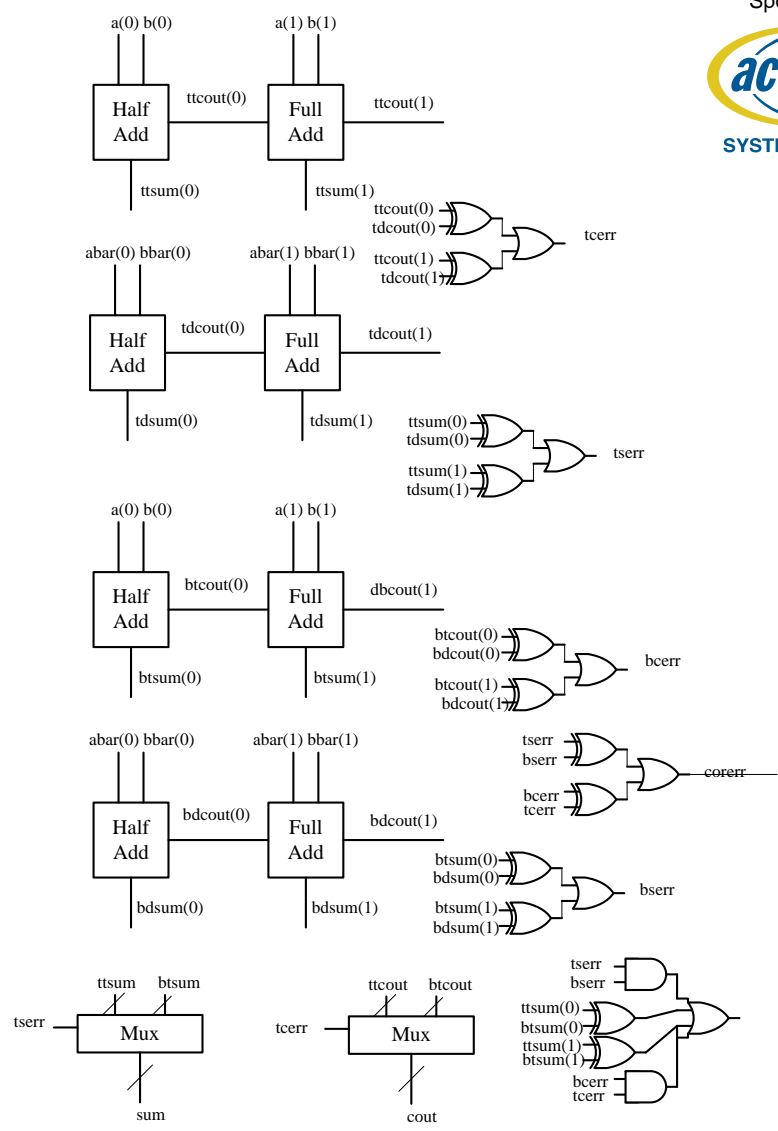 Spe
a(0) b(0)
a(1) b(1)
ac
SYSTE
Half Add
ttcout(0)
Full Add
ttcout(1)
ttsum(0)
ttsum(1)
ttcout(0)
tdcout(0)
ttcout(1)
tdcout(1)
tcerr
abar(0) bbar(0)
abar(1) bbar(1)
Half Add
tdcout(0)
Full Add
tdcout(1)
tdsum(0)
tdsum(1)
ttsum(0)
tdsum(0)
ttsum(1)
tdsum(1)
tserr
a(0) b(0)
a(1) b(1)
Half Add
btcout(0)
Full Add
dbcout(1)
btsum(0)
btsum(1)
btcout(0)
bdcout(0)
btcout(1)
bdcout(1)
bcerr
abar(0) bbar(0)
abar(1) bbar(1)
tserr
bserr
bcerr
tcerr
corerr
Half Add
bdcout(0)
Full Add
bdcout(1)
bdsum(0)
bdsum(1)
btsum(0)
bdsum(0)
btsum(1)
bdsum(1)
bserr
ttsum
btsum
tserr
Mux
sum
ttcout
btcout
tcerr
Mux
cout
tserr
bserr
ttsum(0)
btsum(0)
ttsum(1)
btsum(1)
bcerr
tcerr